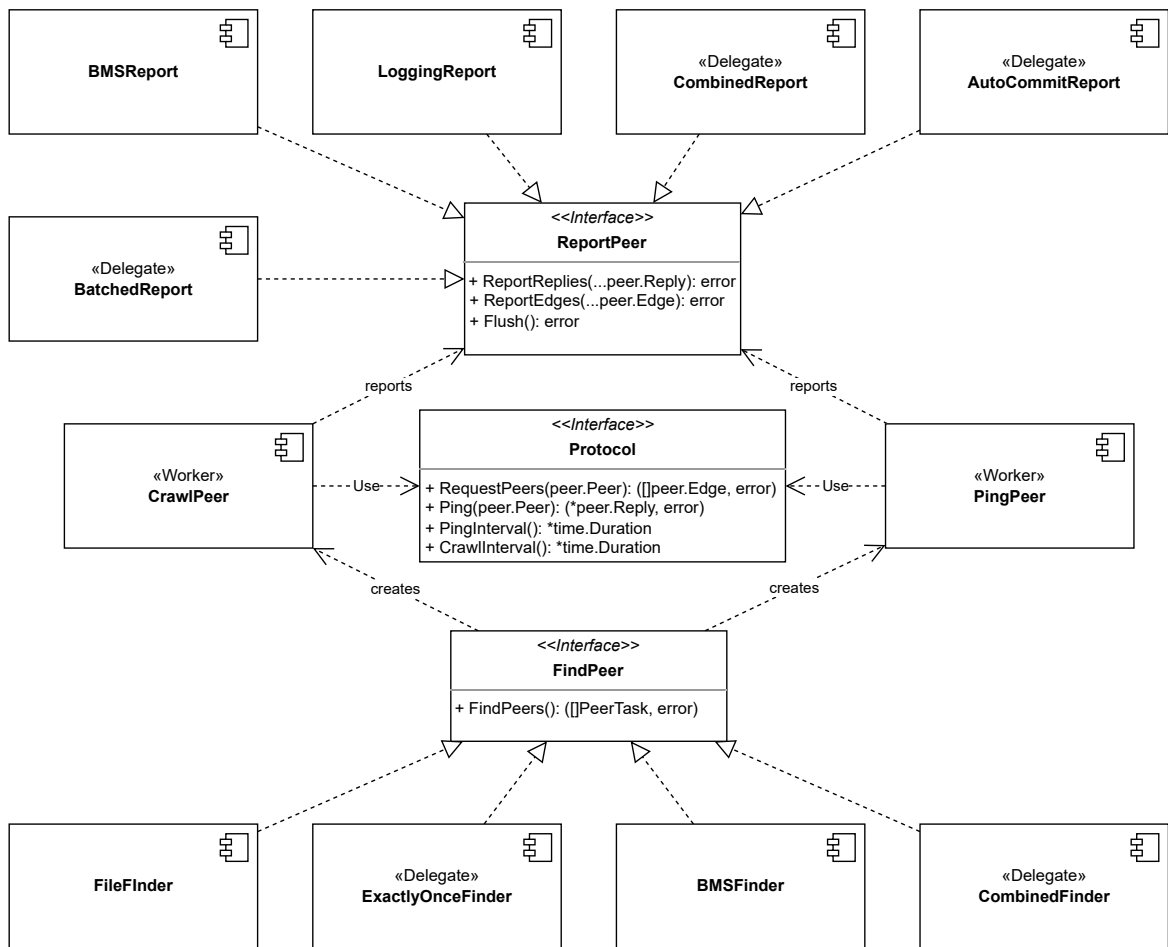 BMSReport
LoggingReport
«Delegate»
CombinedReport
«Delegate»
AutoCommitReport
«Delegate»
BatchedReport
<<Interface>>
ReportPeer
+ ReportReplies(...peer.Reply): error
+ ReportEdges(...peer.Edge): error
+ Flush(): error
reports
reports
«Worker»
CrawlPeer
Use
<<Interface>>
Protocol
+ RequestPeers(peer.Peer): ([]peer.Edge, error)
+ Ping(peer.Peer): (*peer.Reply, error)
+ PingInterval(): *time.Duration
+ CrawlInterval(): *time.Duration
Use
«Worker»
PingPeer
creates
creates
<<Interface>>
FindPeer
+ FindPeers(): ([]PeerTask, error)
FileFInder
«Delegate»
ExactlyOnceFinder
BMSFinder
«Delegate»
CombinedFinder